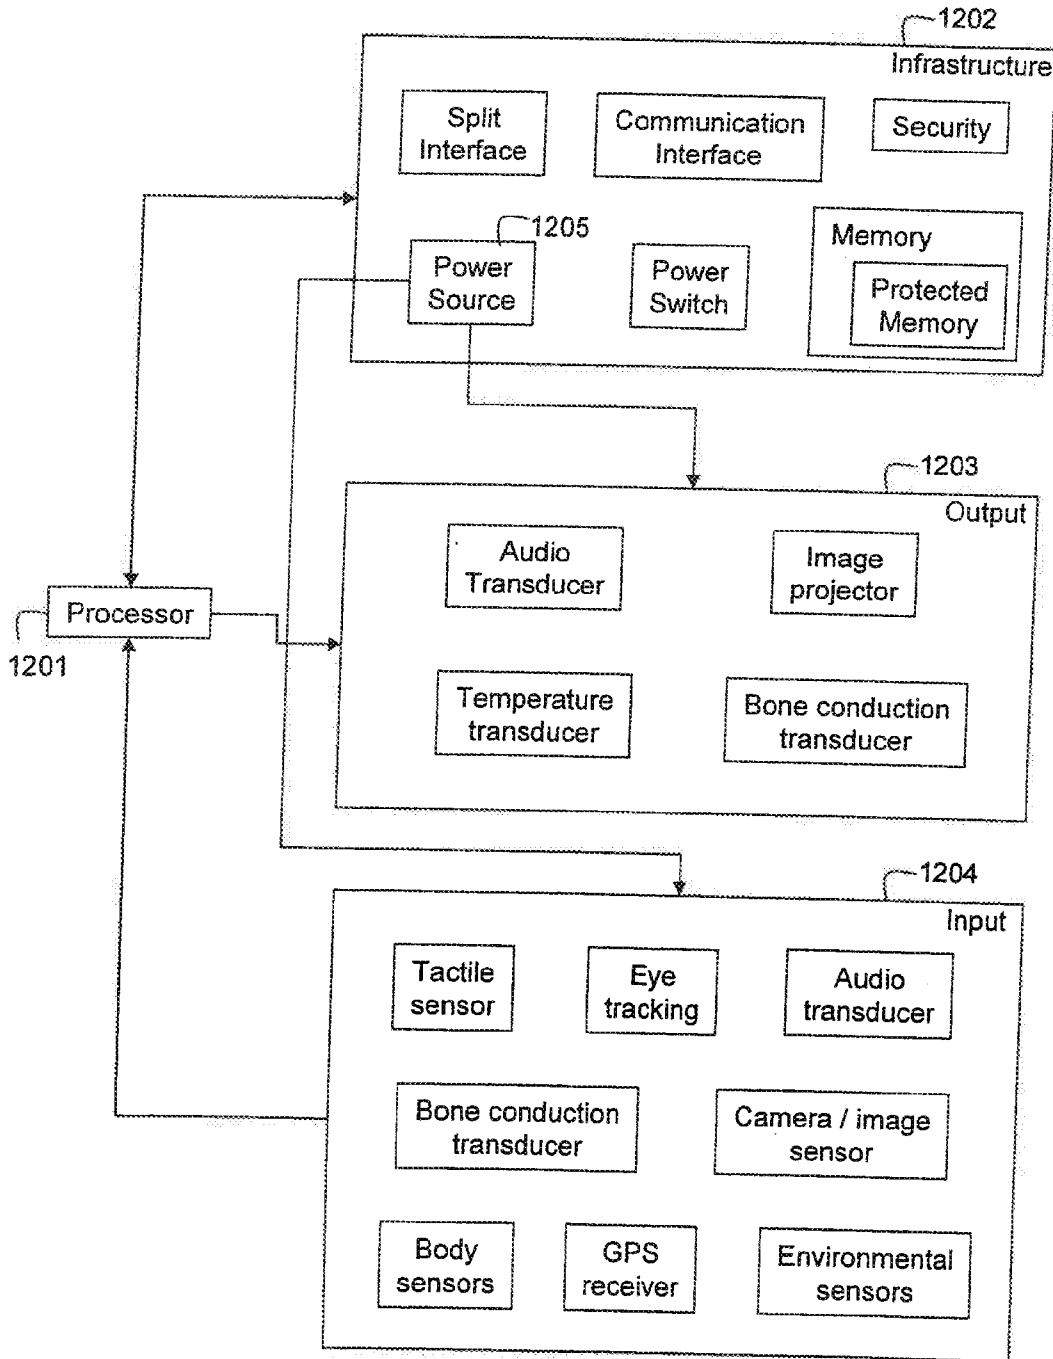 1202
Infrastructure
Split
Interface
Communication
Interface
Security
1205
Power
Source
Power
Switch
Memory
Protected
Memory
1203
Output
Audio
Transducer
Image
projector
Processor
1201
Temperature
transducer
Bone conduction
transducer
1204
Input
Tactile
sensor
Eye
tracking
Audio
transducer
Bone conduction
transducer
Camera / image
sensor
Body
sensors
GPS
receiver
Environmental
sensors